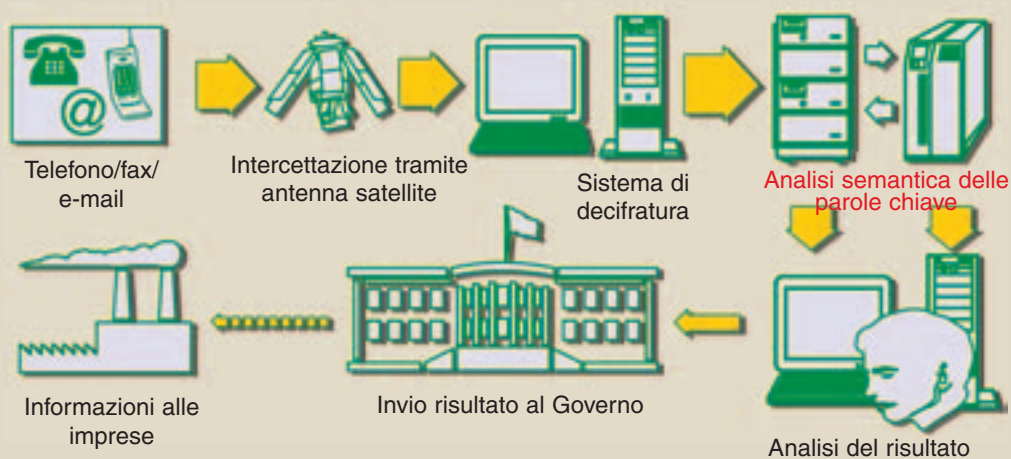 @
Telefono/fax/
e-mail
Intercettazione tramite
antenna satellite
Sistema di
decifratura
Analisi semantica delle
parole chiave
Informazioni alle
imprese
Invio risultato al Governo
Analisi del risultato